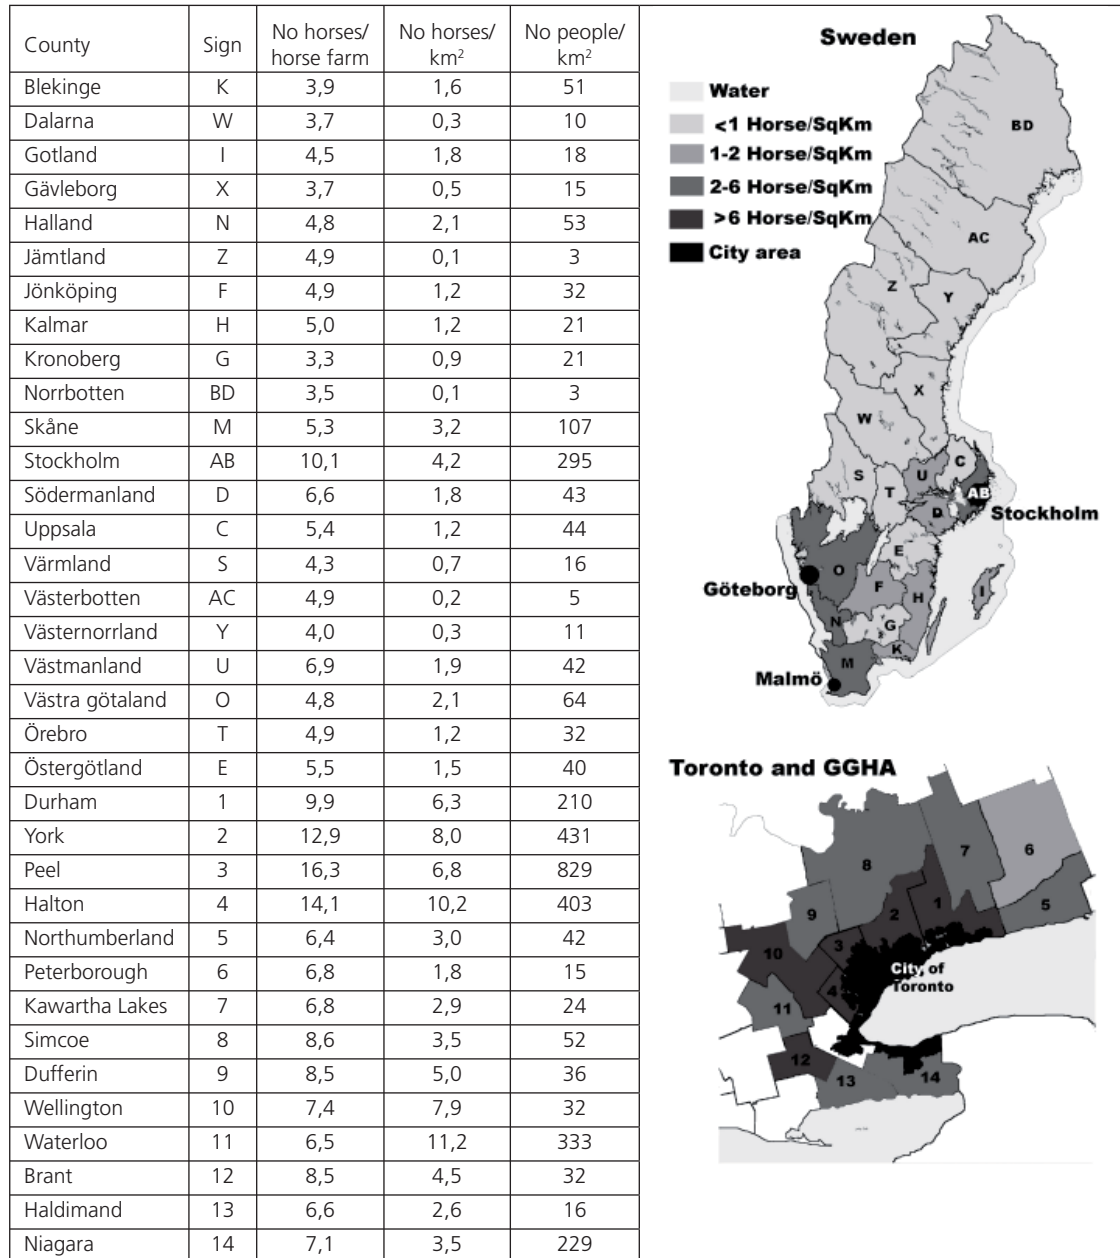 County Sign No horses/ horse farm No horses/ km² No people/ km²
Blekinge K 3,9 1,6 51
Dalarna W 3,7 0,3 10
Gotland I 4,5 1,8 18
Gävleborg X 3,7 0,5 15
Halland N 4,8 2,1 53
Jämtland Z 4,9 0,1 3
Jönköping F 4,9 1,2 32
Kalmar H 5,0 1,2 21
Kronoberg G 3,3 0,9 21
Norrbotten BD 3,5 0,1 3
Skåne M 5,3 3,2 107
Stockholm AB 10,1 4,2 295
Södermanland D 6,6 1,8 43
Uppsala C 5,4 1,2 44
Värmland S 4,3 0,7 16
Västerbotten AC 4,9 0,2 5
Västernorrland Y 4,0 0,3 11
Västmanland U 6,9 1,9 42
Västra götaland O 4,8 2,1 64
Örebro T 4,9 1,2 32
Östergötland E 5,5 1,5 40
Durham 1 9,9 6,3 210
York 2 12,9 8,0 431
Peel 3 16,3 6,8 829
Halton 4 14,1 10,2 403
Northumberland 5 6,4 3,0 42
Peterborough 6 6,8 1,8 15
Kawartha Lakes 7 6,8 2,9 24
Simcoe 8 8,6 3,5 52
Dufferin 9 8,5 5,0 36
Wellington 10 7,4 7,9 32
Waterloo 11 6,5 11,2 333
Brant 12 8,5 4,5 32
Haldimand 13 6,6 2,6 16
Niagara 14 7,1 3,5 229
Sweden
Water
<1 Horse/SqKm
1-2 Horse/SqKm
2-6 Horse/SqKm
>6 Horse/SqKm
City area
BD
AC
Z
Y
X
W
S
T
U
C
AB
D
Stockholm
E
O
Göteborg
F
H
I
N
G
K
M
Malmö
Toronto and GGHA
8
7
6
9
2
1
5
10
3
City of
Toronto
4
11
12
13
14